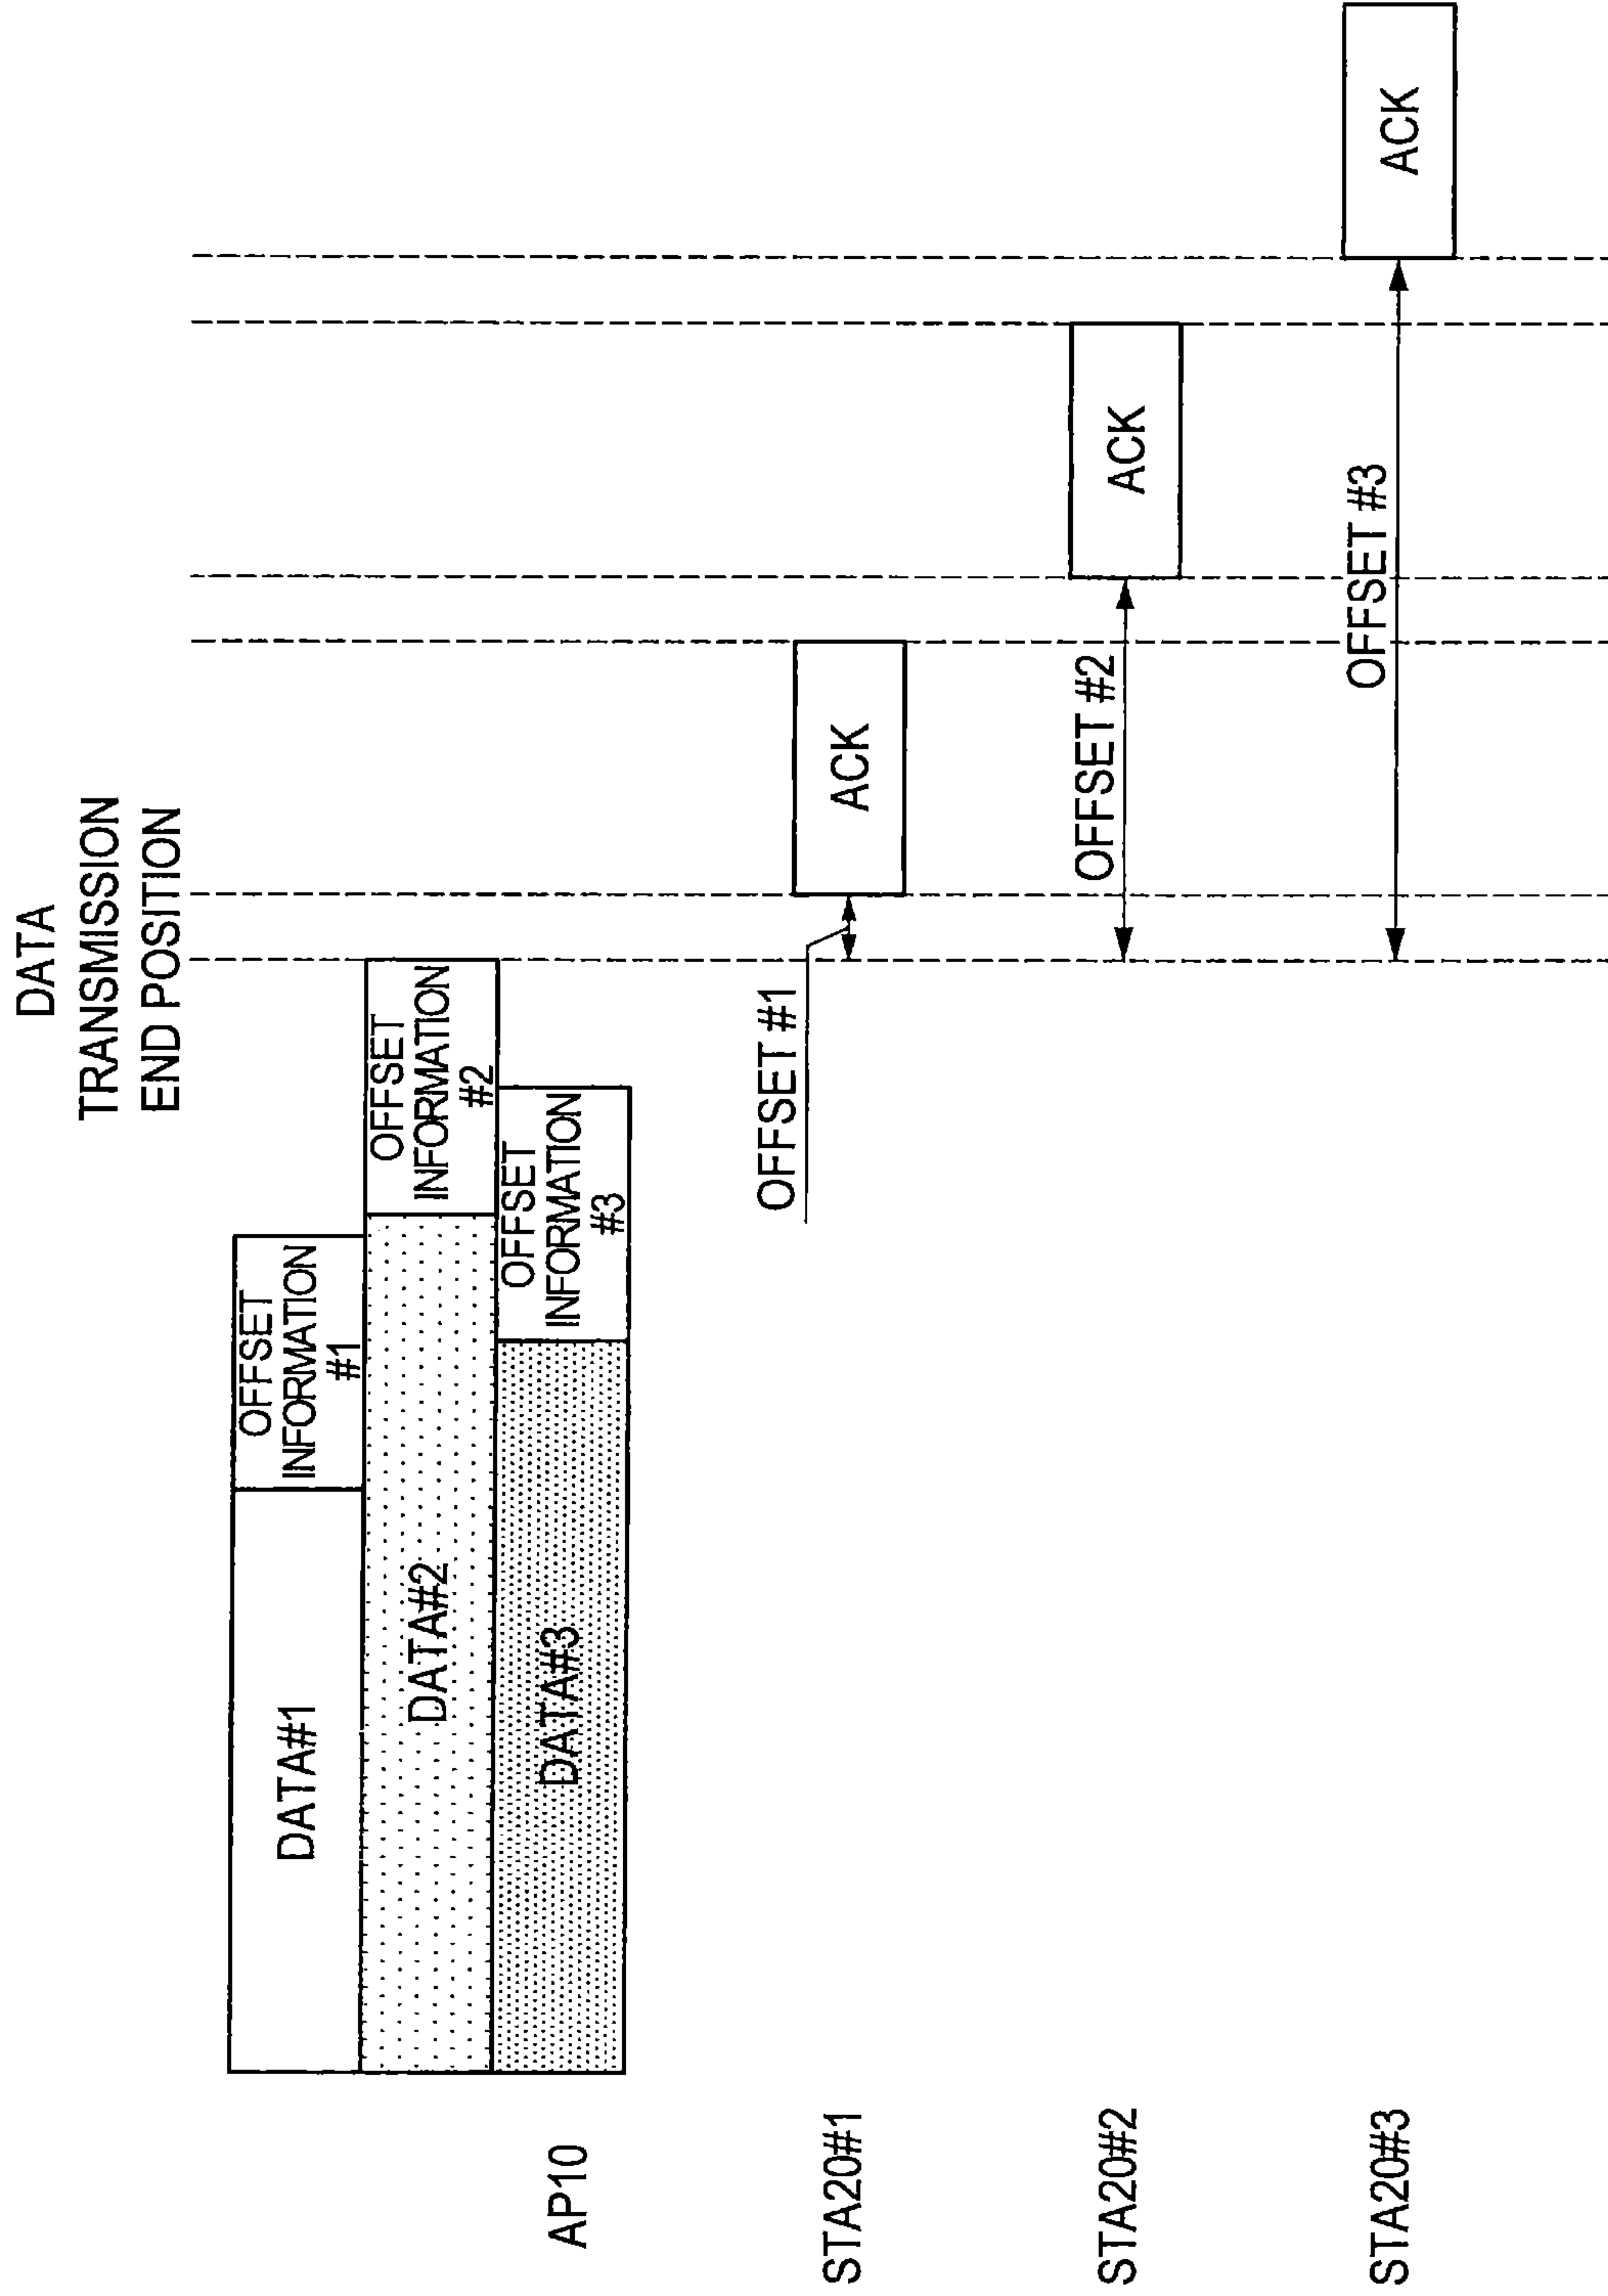 DATA
TRANSMISSION
END POSITION
AP10
DATA#1
OFFSET
INFORMATION
#1
DATA#2
OFFSET
INFORMATION
#2
DATA#3
OFFSET
INFORMATION
#3
STA20#1
OFFSET #1
ACK
STA20#2
OFFSET #2
ACK
STA20#3
OFFSET #3
ACK